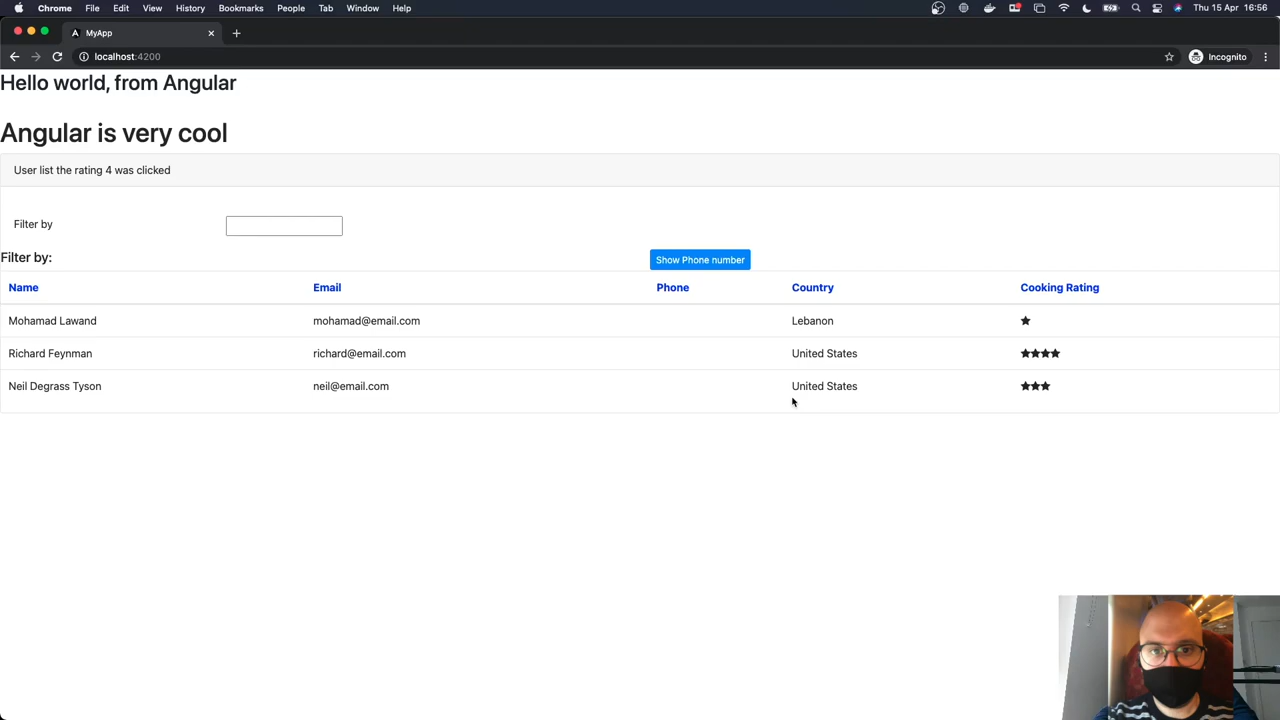 Chrome File Edit View History Bookmarks People Tab Window Help Thu 15 Apr 16:56
MyApp
localhost:4200 Incognito
Hello world, from Angular
Angular is very cool
User list the rating 4 was clicked
Filter by
Filter by: Show Phone number
Name Email Phone Country Cooking Rating
Mohamad Lawand mohamad@email.com Lebanon
Richard Feynman richard@email.com United States
Neil Degrass Tyson neil@email.com United States